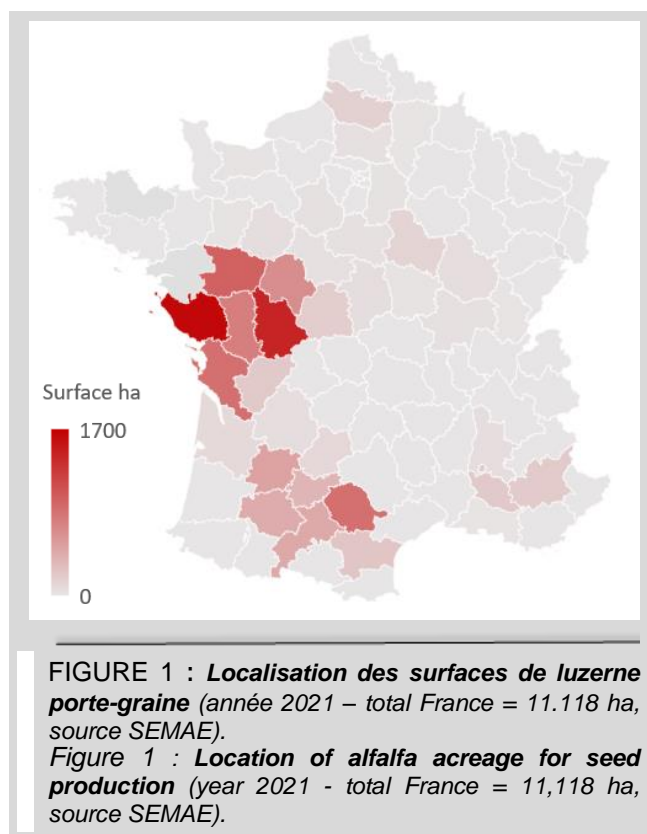 Surface ha
1700
0
FIGURE 1 : Localisation des surfaces de luzerne
porte-graine (année 2021 – total France = 11.118 ha,
source SEMAE).
Figure 1 : Location of alfalfa acreage for seed
production (year 2021 - total France = 11,118 ha,
source SEMAE).